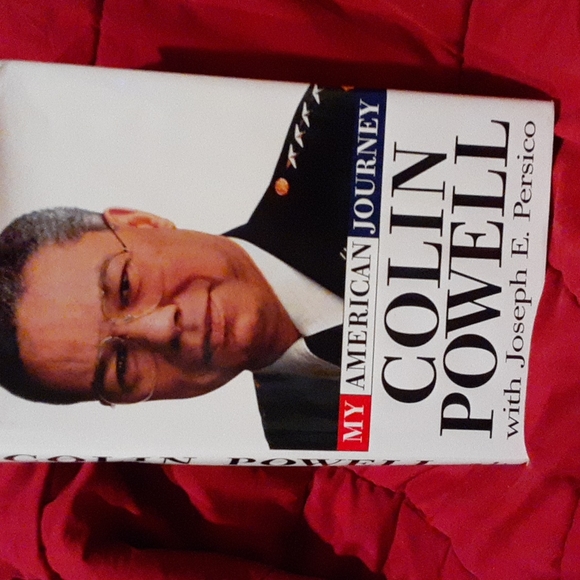 MY AMERICAN JOURNEY
COLIN
POWELL
with Joseph E. Persico
COLIN POWELL